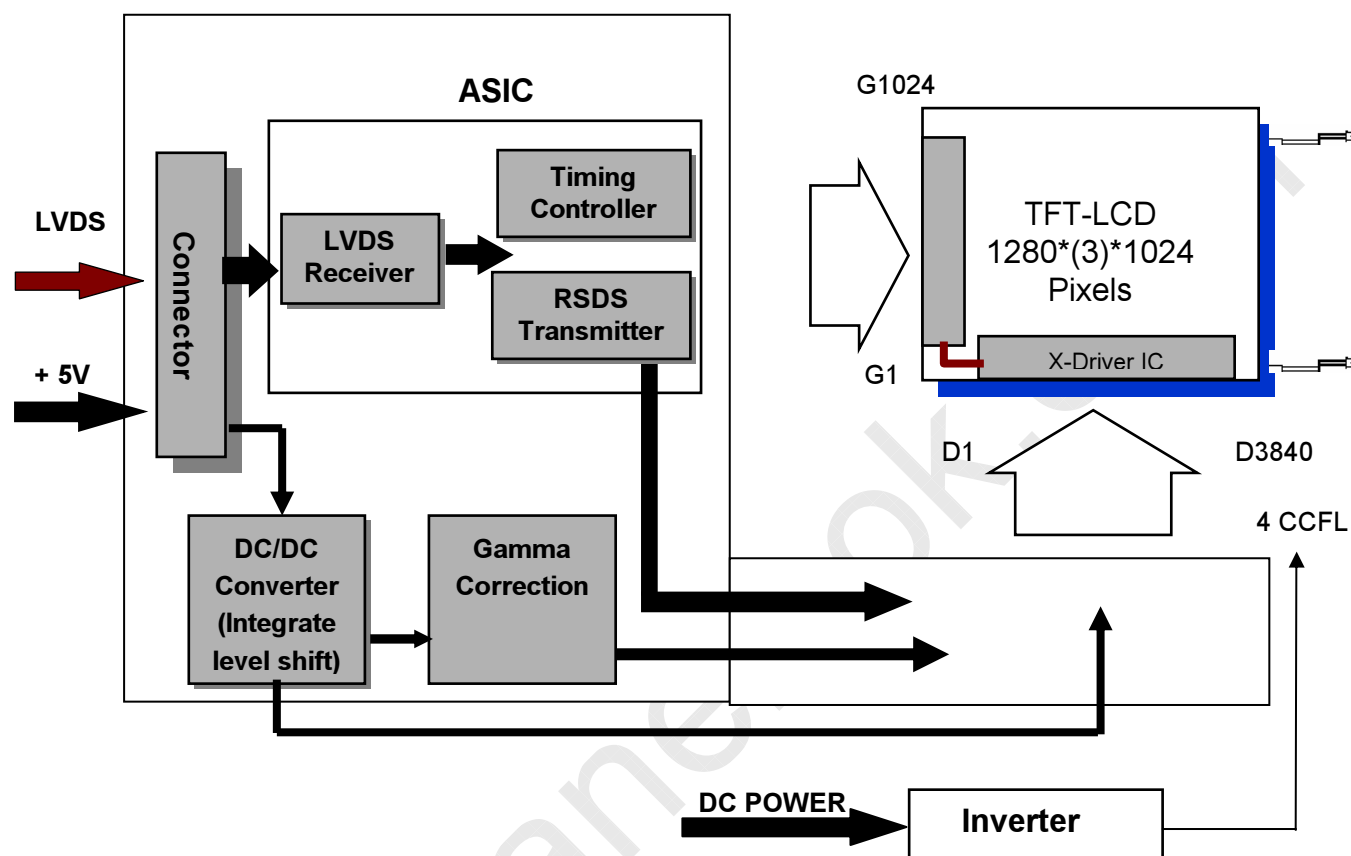 ASIC
G1024
LVDS
Connector
Timing
Controller
LVDS
Receiver
RSDS
Transmitter
+ 5V
TFT-LCD
1280*(3)*1024
Pixels
X-Driver IC
G1
D1
D3840
4 CCFL
DC/DC
Converter
(Integrate
level shift)
Gamma
Correction
DC POWER
Inverter